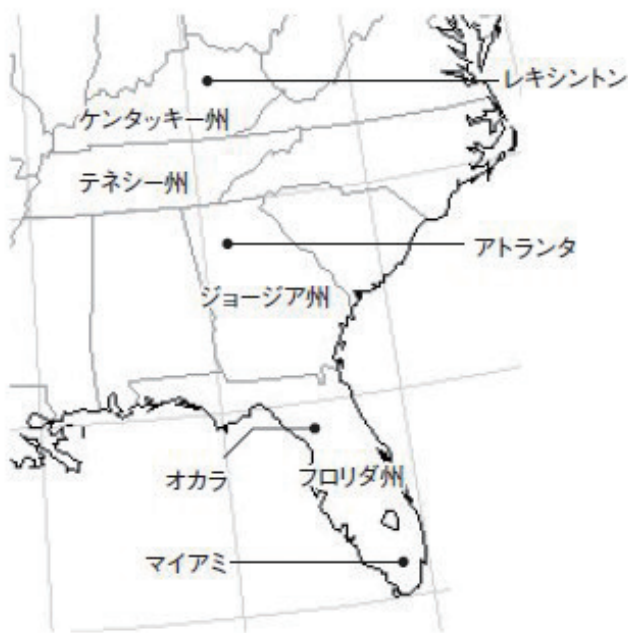 レキシントン
ケンタッキー州
テネシー州
アトランタ
ジョージア州
オカラ
フロリダ州
マイアミ